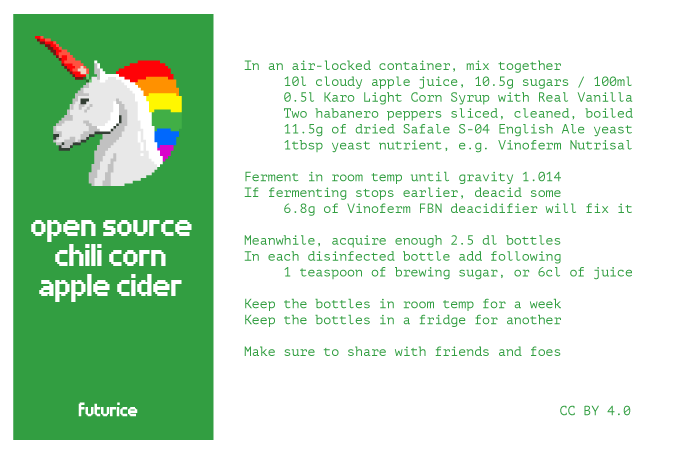 open source
chili corn
apple cider
futurice
In an air-locked container, mix together
10l cloudy apple juice, 10.5g sugars / 100ml
0.5l Karo Light Corn Syrup with Real Vanilla
Two habanero peppers sliced, cleaned, boiled
11.5g of dried Safale S-04 English Ale yeast
1tbsp yeast nutrient, e.g. Vinoferm Nutrisal
Ferment in room temp until gravity 1.014
If fermenting stops earlier, deacid some
6.8g of Vinoferm FBN deacidifier will fix it
Meanwhile, acquire enough 2.5 dl bottles
In each disinfected bottle add following
1 teaspoon of brewing sugar, or 6cl of juice
Keep the bottles in room temp for a week
Keep the bottles in a fridge for another
Make sure to share with friends and foes
CC BY 4.0